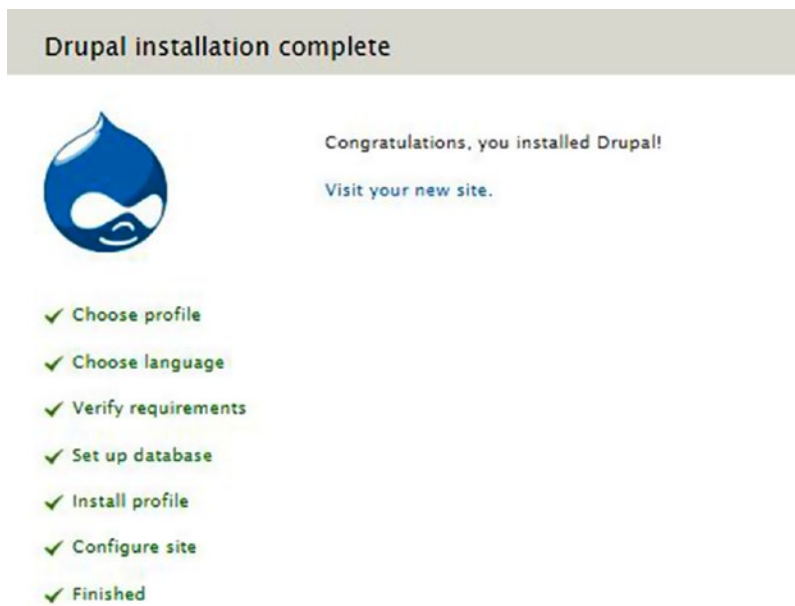 Drupal installation complete
Congratulations, you installed Drupal!
Visit your new site.
Choose profile
Choose language
Verify requirements
Set up database
Install profile
Configure site
Finished